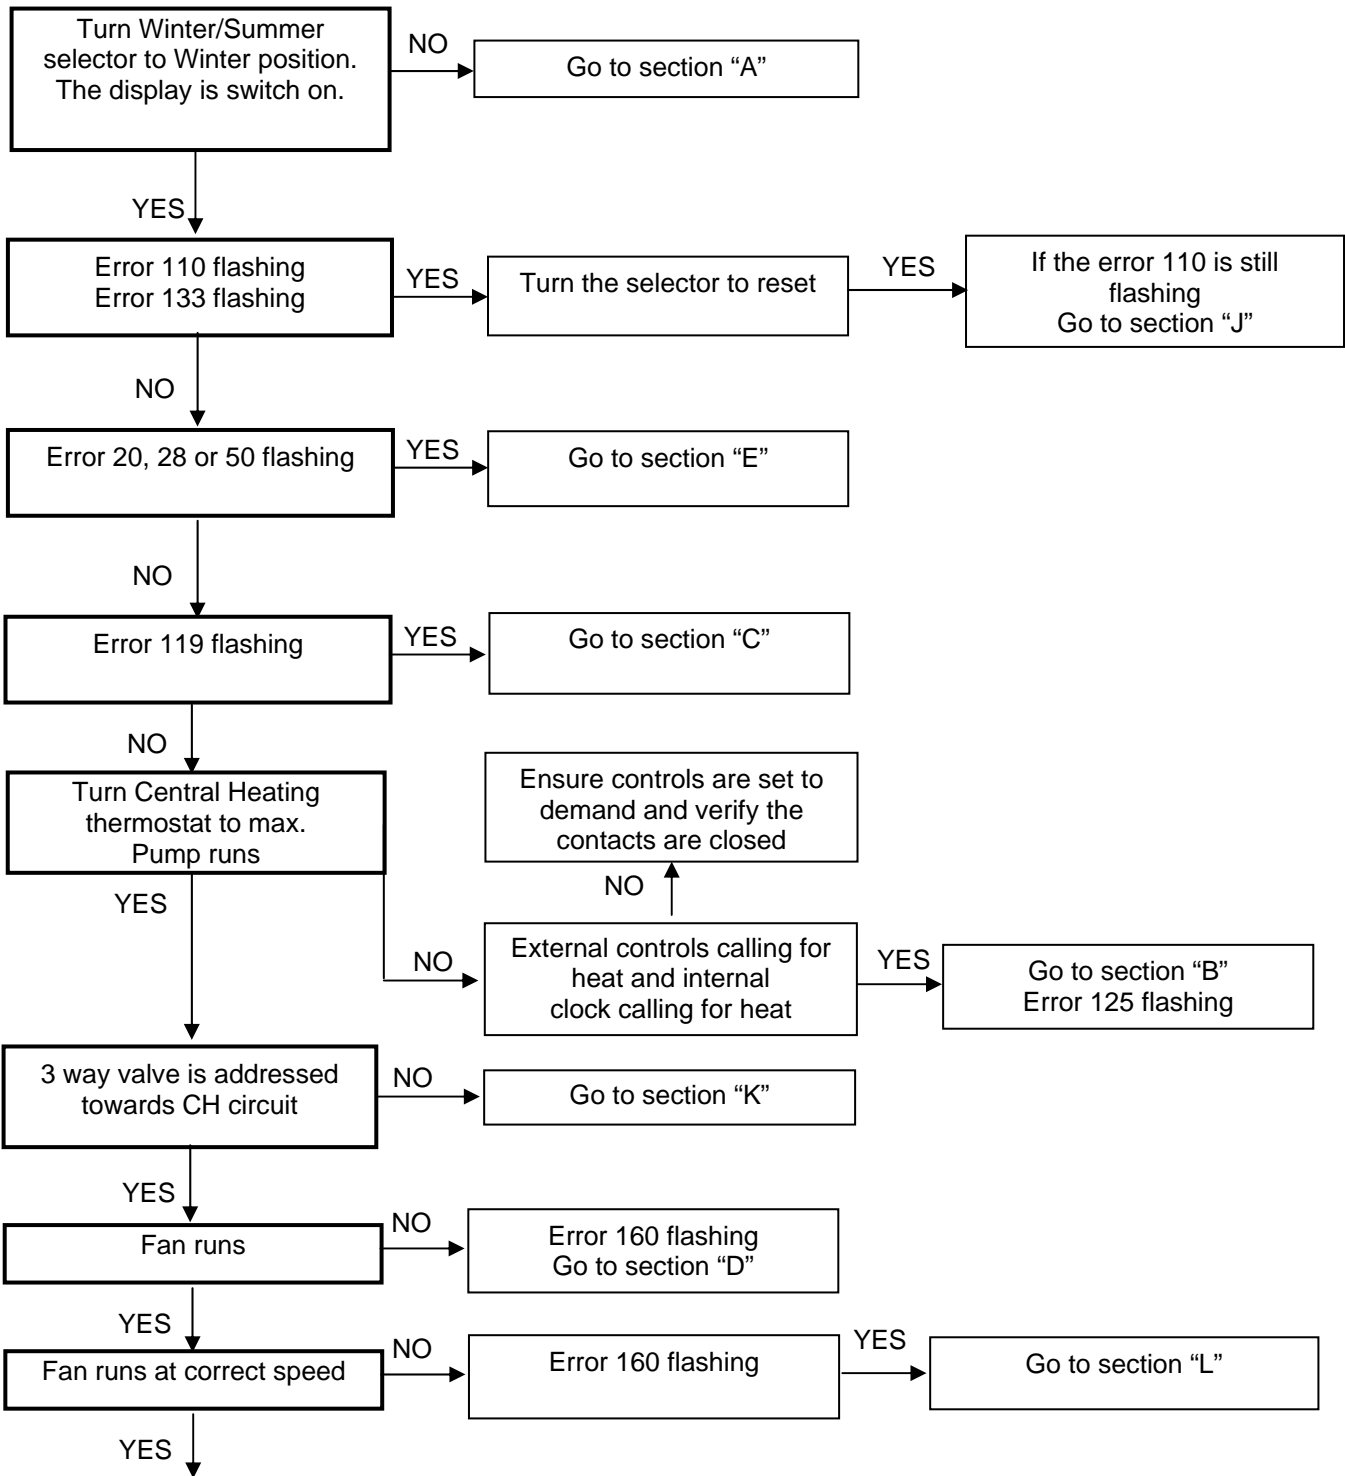 Turn Winter/Summer
selector to Winter position.
The display is switch on.
NO
Go to section “A”
YES
Error 110 flashing
Error 133 flashing
YES
Turn the selector to reset
YES
If the error 110 is still
flashing
Go to section “J”
NO
Error 20, 28 or 50 flashing
YES
Go to section “E”
NO
Error 119 flashing
YES
Go to section “C”
NO
Turn Central Heating
thermostat to max.
Pump runs
Ensure controls are set to
demand and verify the
contacts are closed
NO
YES
NO
External controls calling for
heat and internal
clock calling for heat
YES
Go to section “B”
Error 125 flashing
3 way valve is addressed
towards CH circuit
NO
Go to section “K”
YES
Fan runs
NO
Error 160 flashing
Go to section “D”
YES
Fan runs at correct speed
NO
Error 160 flashing
YES
Go to section “L”
YES